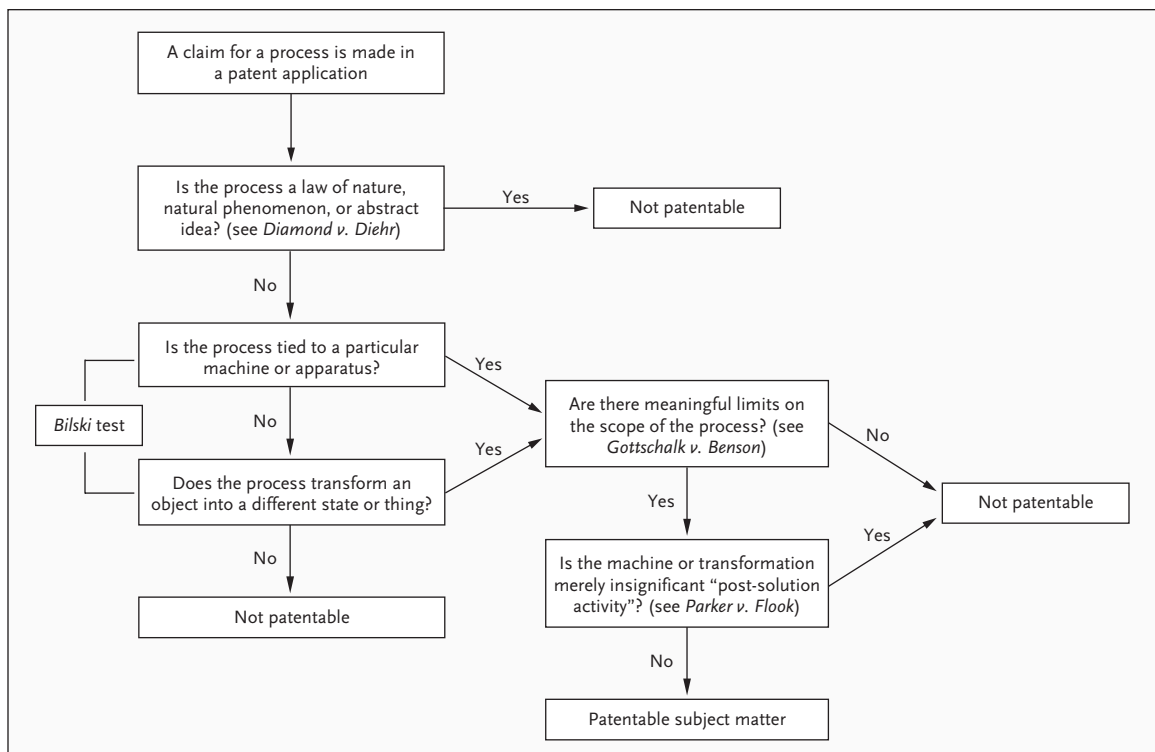 A claim for a process is made in
a patent application
Is the process a law of nature,
natural phenomenon, or abstract
idea? (see Diamond v. Diehr)
Yes
Not patentable
No
Is the process tied to a particular
machine or apparatus?
Yes
Bilski test
No
Are there meaningful limits on
the scope of the process? (see
Gottschalk v. Benson)
No
Does the process transform an
object into a different state or thing?
Yes
Yes
Not patentable
No
Not patentable
Is the machine or transformation
merely insignificant “post-solution
activity”? (see Parker v. Flook)
Yes
No
Patentable subject matter